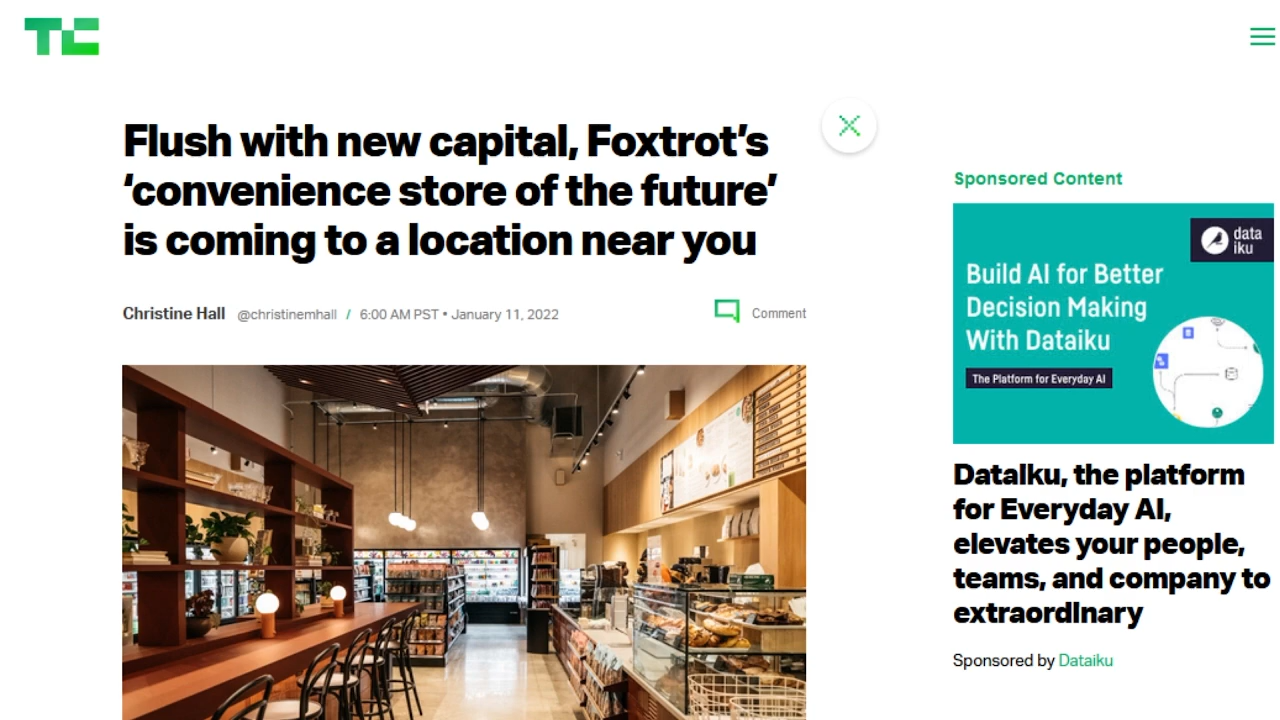 TC
Flush with new capital, Foxtrot's
'convenience store of the future'
is coming to a location near you
Christine Hall @christinemhall / 6:00 AM PST • January 11, 2022
Comment
Sponsored Content
data
iku
Build AI for Better
Decision Making
With Dataiku
The Platform for Everyday AI
DataIku, the platform
for Everyday AI,
elevates your people,
teams, and company to
extraordInary
Sponsored by Dataiku